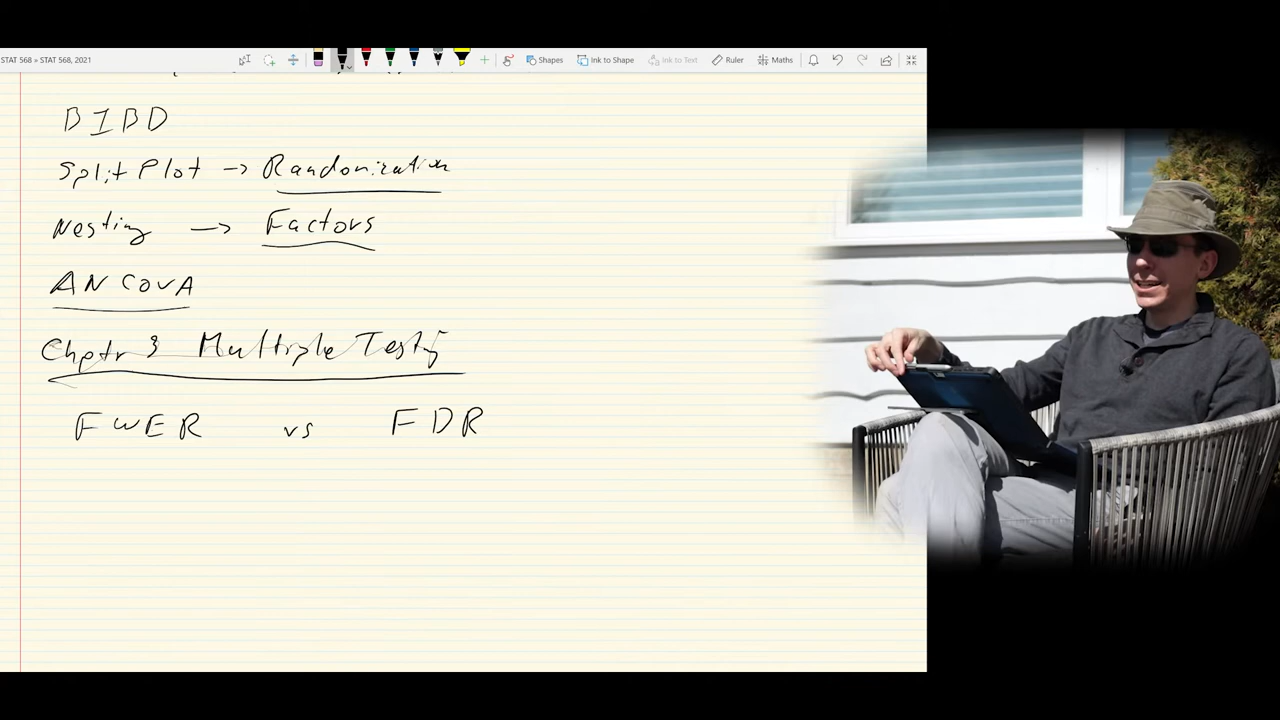 STAT 568 » STAT 568, 2021
Shapes Ink to Shape Ink to Text Ruler Maths
BIBD
Split Plot → Randomization
Nesting → Factors
ANCOVA
Chptr 3 Multiple Testing
FWER vs FDR